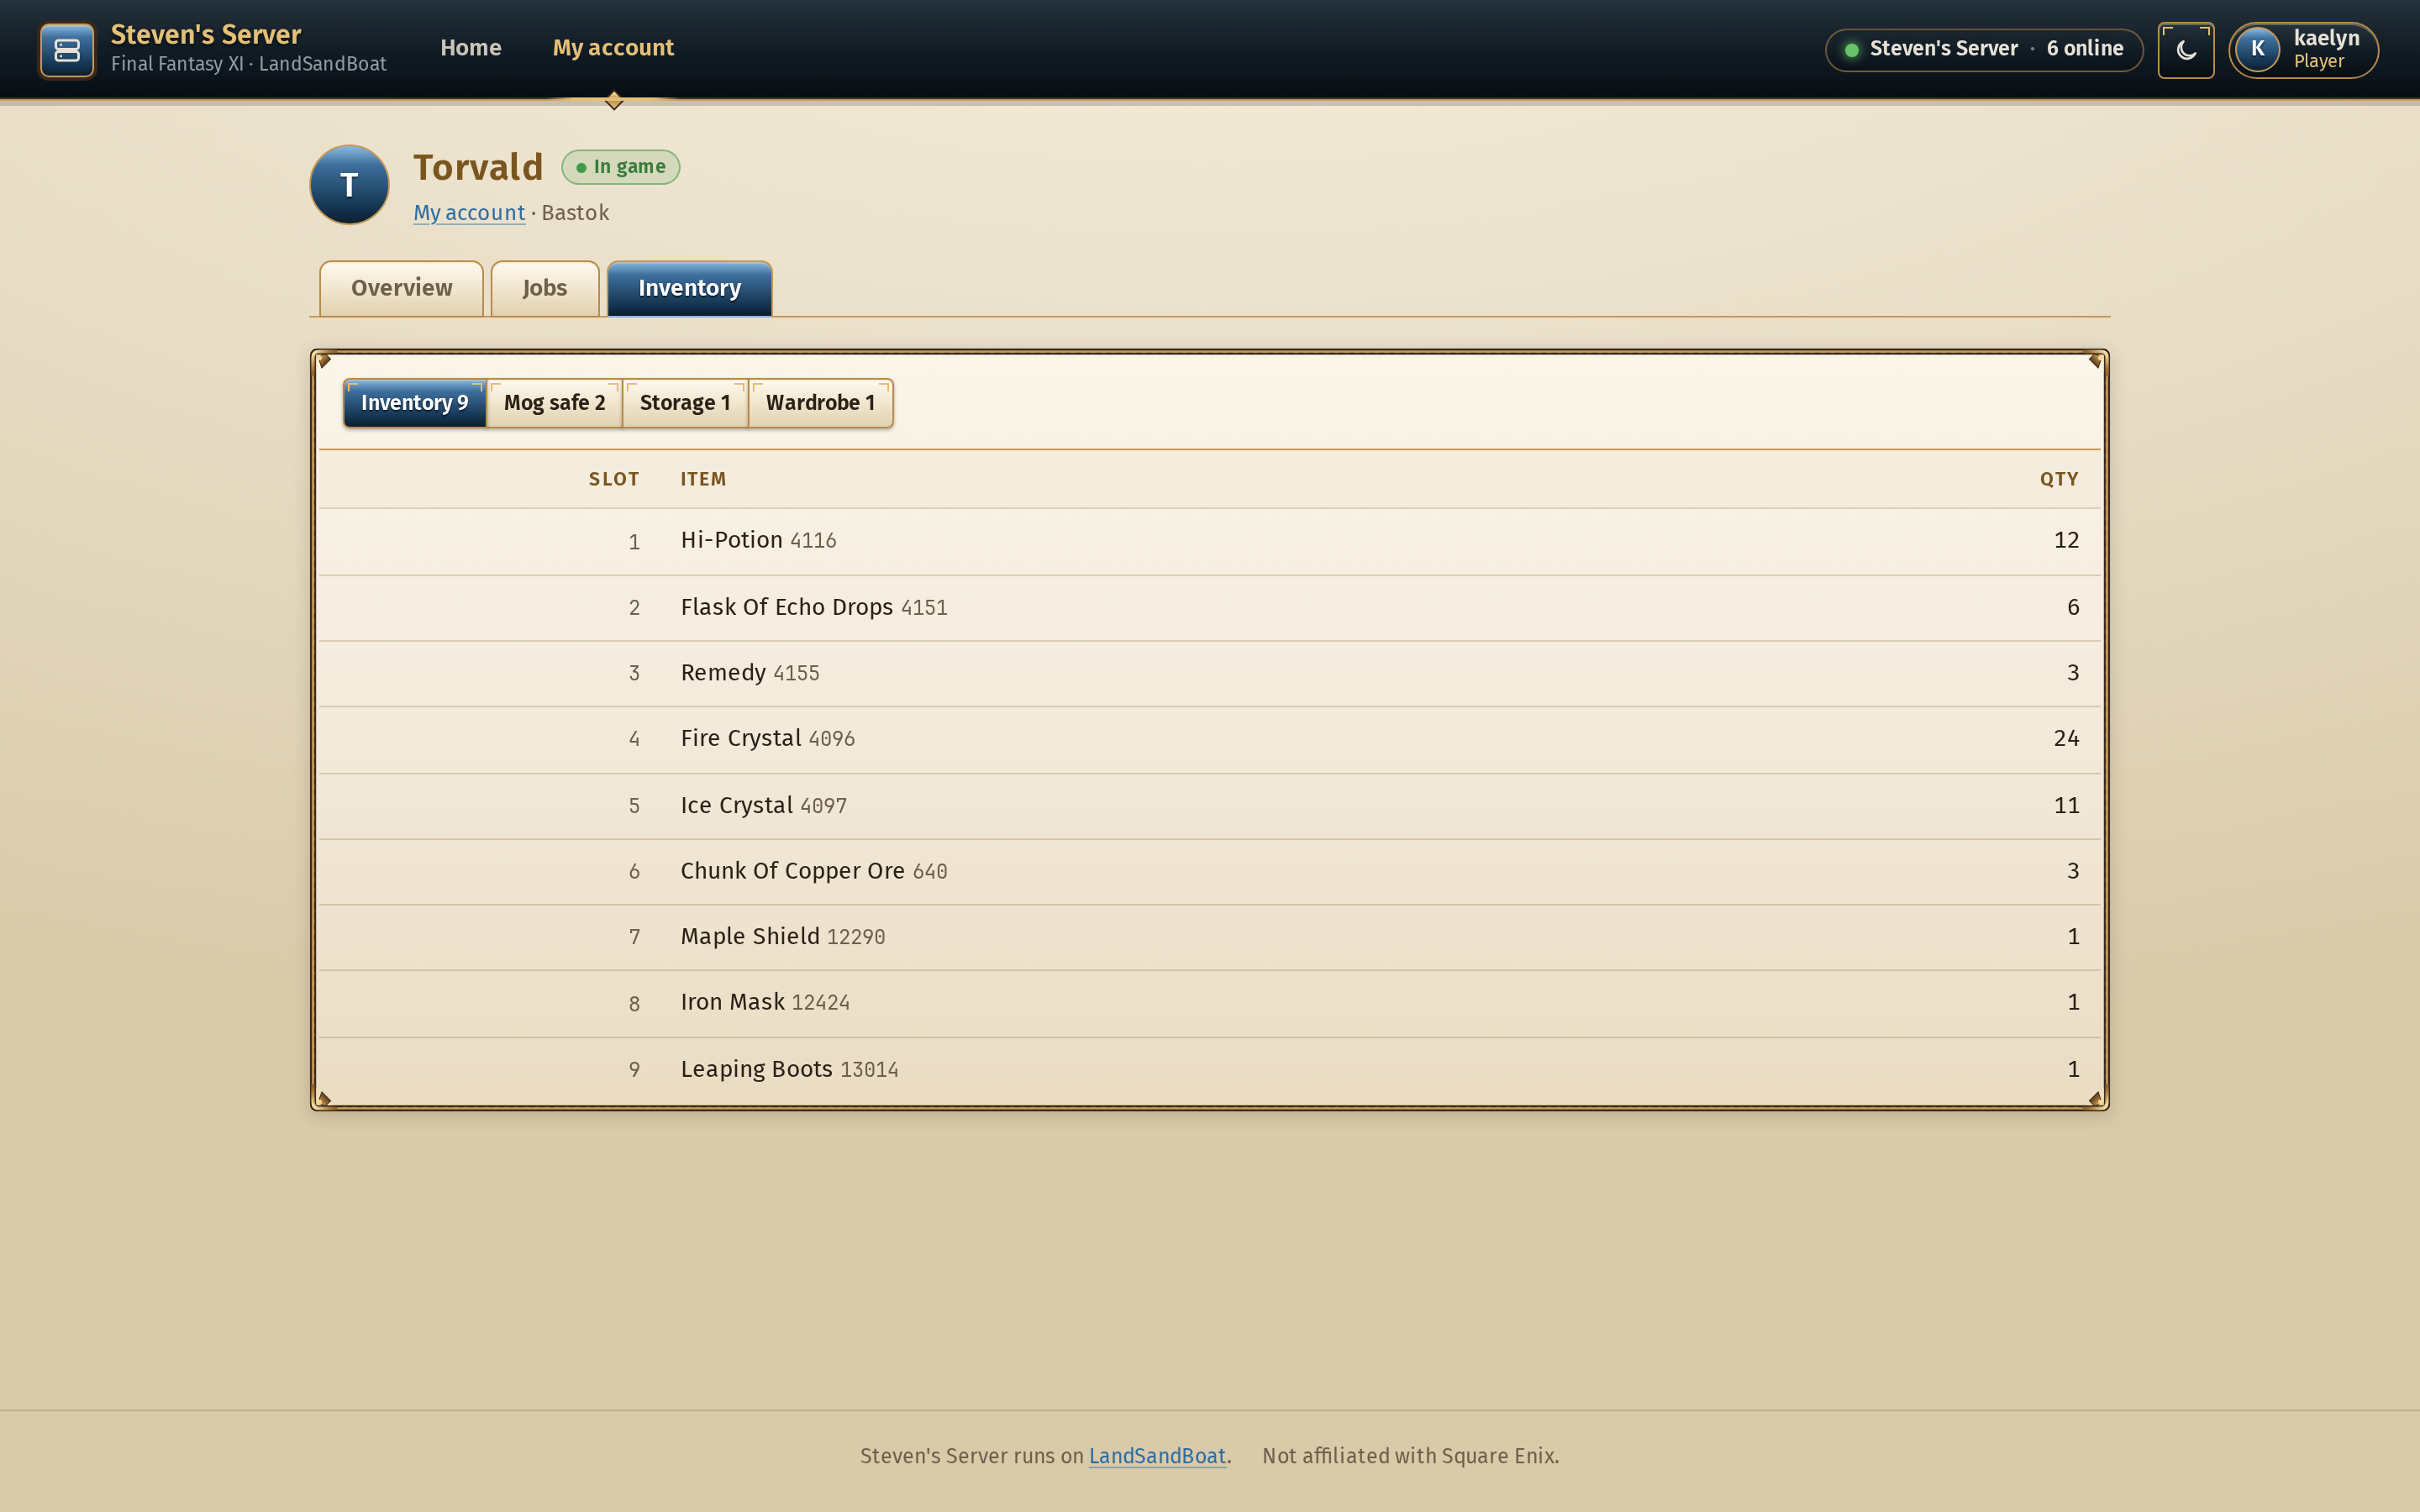 Steven's Server
Final Fantasy XI · LandSandBoat
Home
My account
Steven's Server · 6 online
K
kaelyn
Player
T
Torvald
In game
My account · Bastok
Overview
Jobs
Inventory
Inventory 9
Mog safe 2
Storage 1
Wardrobe 1
SLOT ITEM QTY
1 Hi-Potion 4116 12
2 Flask Of Echo Drops 4151 6
3 Remedy 4155 3
4 Fire Crystal 4096 24
5 Ice Crystal 4097 11
6 Chunk Of Copper Ore 640 3
7 Maple Shield 12290 1
8 Iron Mask 12424 1
9 Leaping Boots 13014 1
Steven's Server runs on LandSandBoat. Not affiliated with Square Enix.